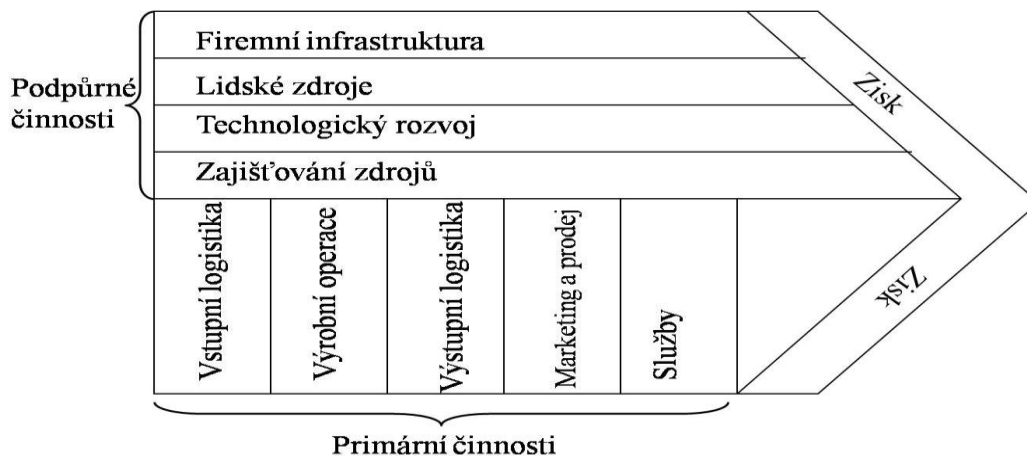 Firemní infrastruktura
Lidské zdroje
Technologický rozvoj
Zajišťování zdrojů
Podpůrné
činnosti
Zisk
Zisk
Vstupní logistika
Výrobní operace
Výstupní logistika
Marketing a prodej
Služby
Primární činnosti